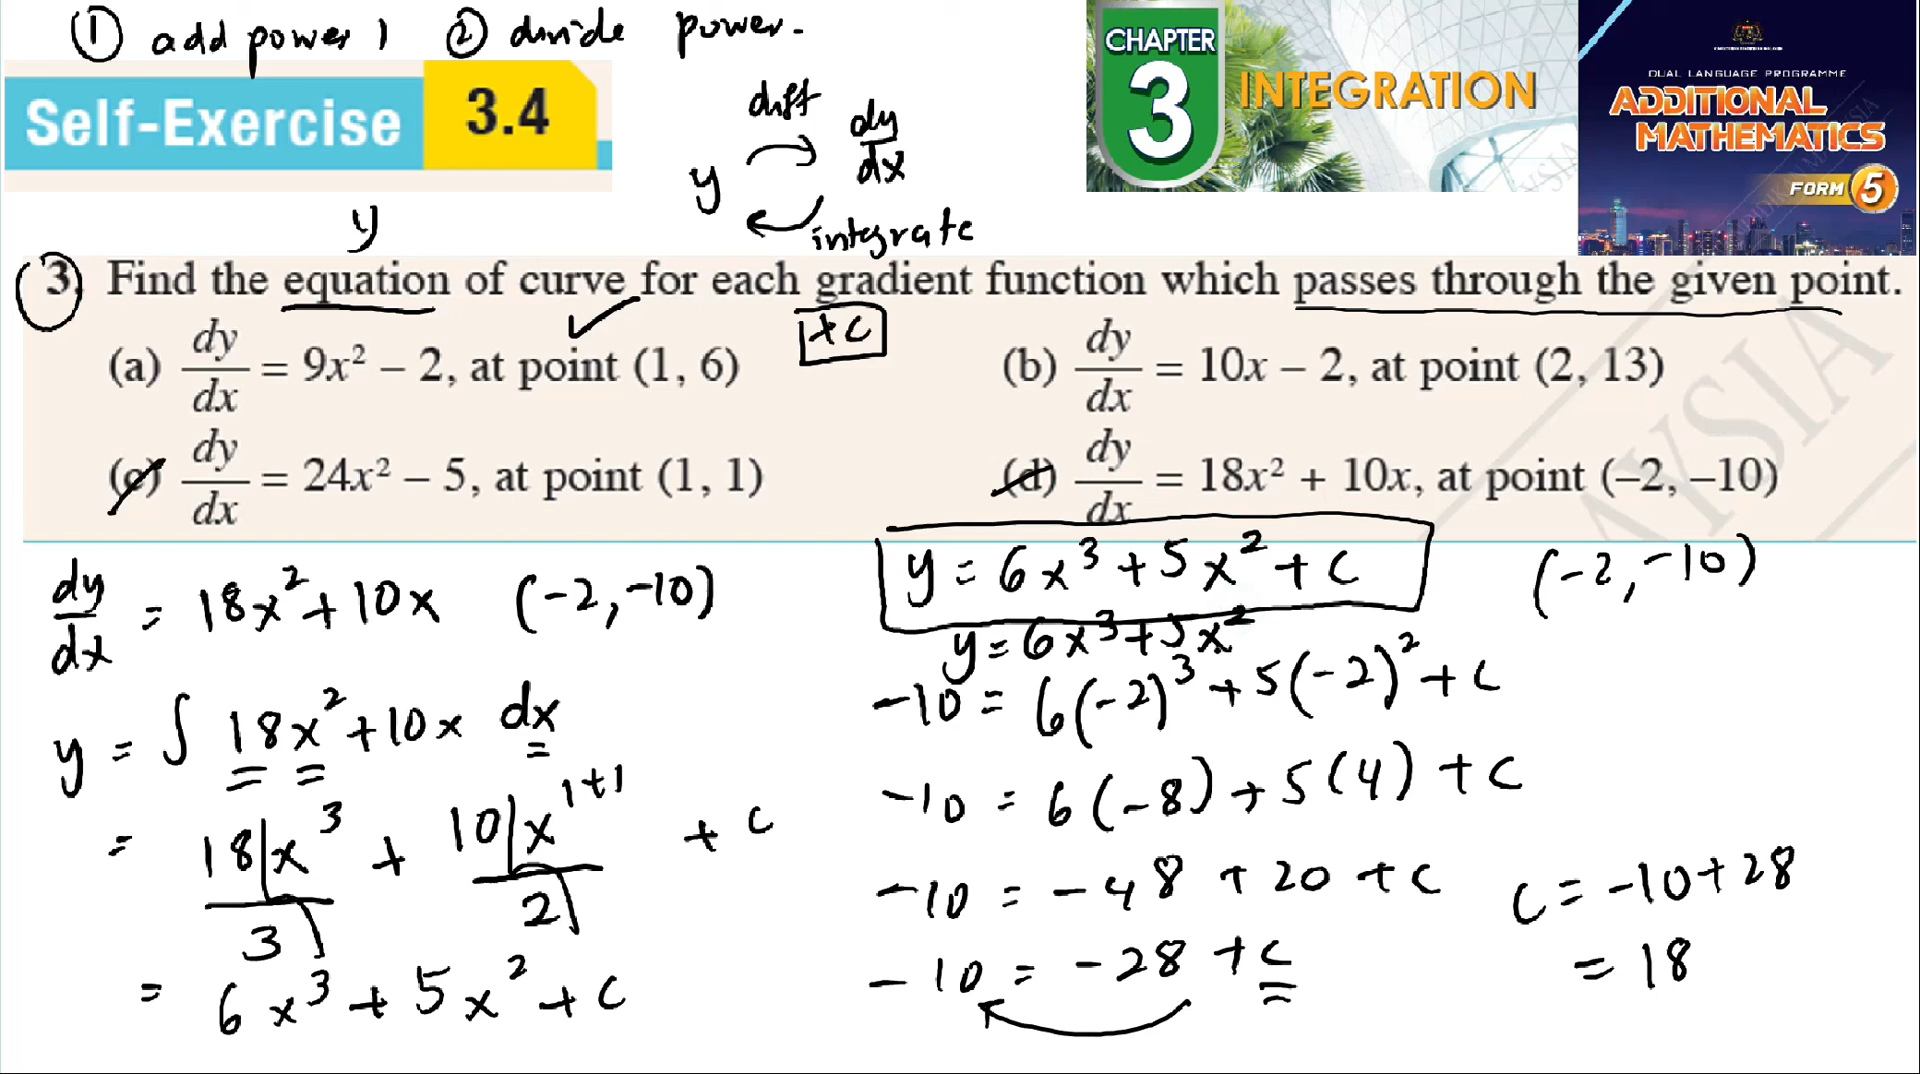 ① add power 1 ② divide power.
Self-Exercise 3.4
diff
y dy/dx
integrate
CHAPTER 3 INTEGRATION
DUAL LANGUAGE PROGRAMME
ADDITIONAL
MATHEMATICS
FORM 5
y
3. Find the equation of curve for each gradient function which passes through the given point.
+c
(a) dy/dx = 9x² – 2, at point (1, 6)
(b) dy/dx = 10x – 2, at point (2, 13)
(c) dy/dx = 24x² – 5, at point (1, 1)
(d) dy/dx = 18x² + 10x, at point (–2, –10)
AYSIA
dy/dx = 18x² + 10x (-2, -10)
y = ∫ 18x² + 10x dx
= 18x³/3 + 10x¹⁺¹/2 + c
= 6x³ + 5x² + c
y = 6x³ + 5x² + c (-2, -10)
y = 6x³ + 5x²
-10 = 6(-2)³ + 5(-2)² + c
-10 = 6(-8) + 5(4) + c
-10 = -48 + 20 + c
-10 = -28 + c
c = -10 + 28
= 18